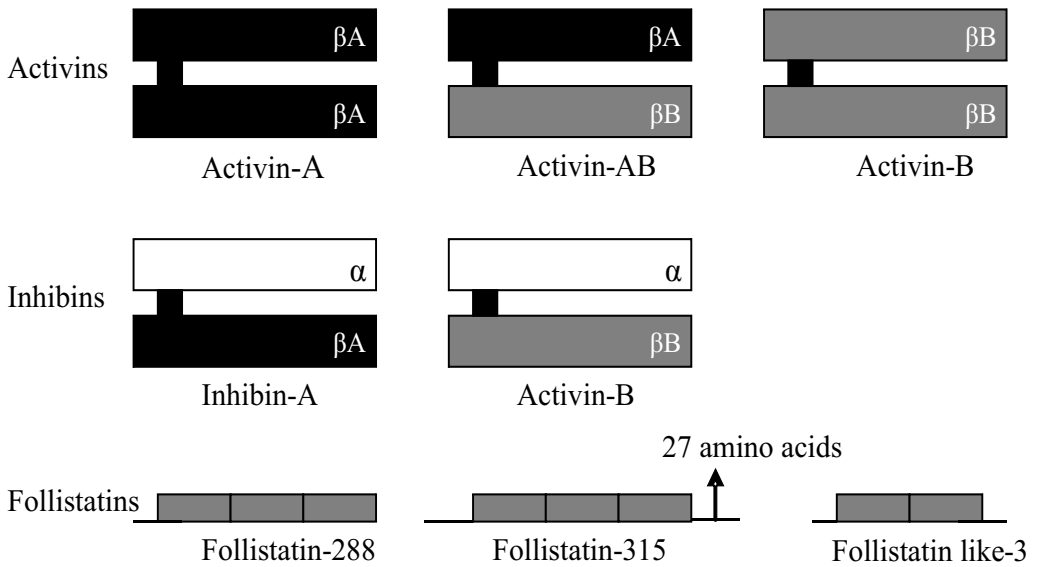 βA
βA
βB
Activins
βA
βB
βB
Activin-A
Activin-AB
Activin-B
α
α
Inhibins
βA
βB
Inhibin-A
Activin-B
27 amino acids
Follistatins
Follistatin-288
Follistatin-315
Follistatin like-3